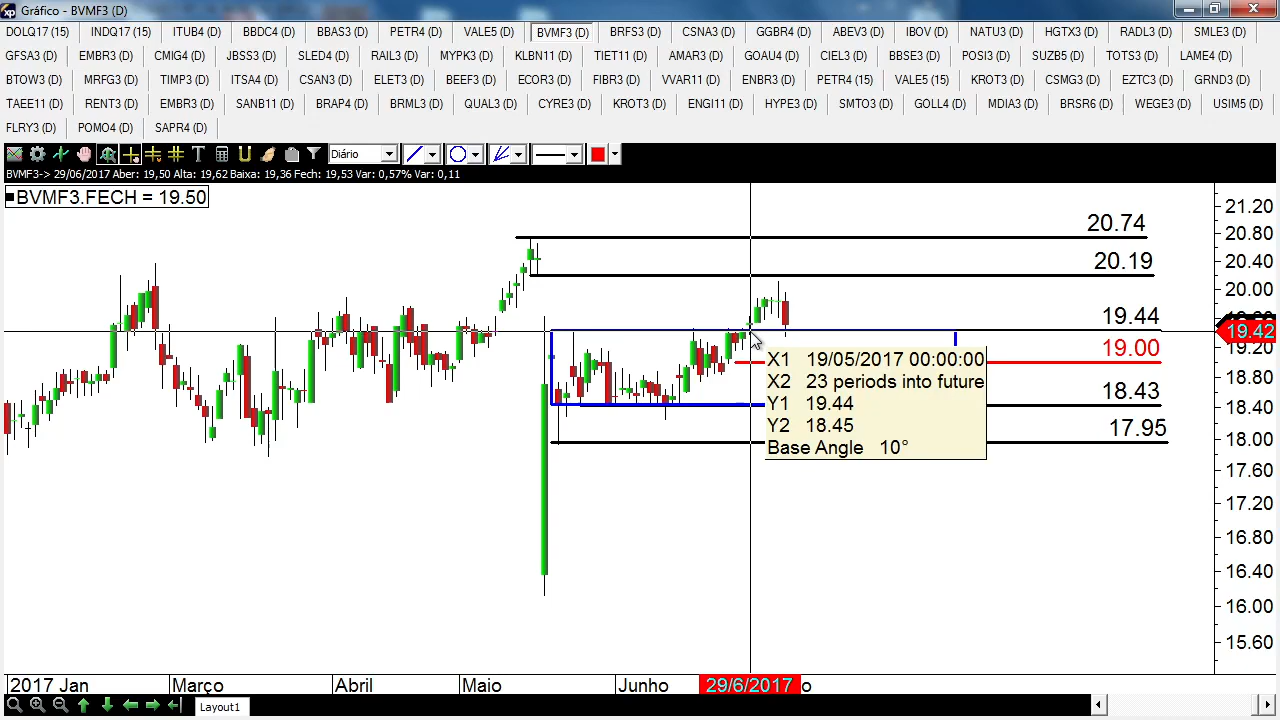 xp Gráfico - BVMF3 (D)
DOLQ17 (15) INDQ17 (15) ITUB4 (D) BBDC4 (D) BBAS3 (D) PETR4 (D) VALE5 (D) BVMF3 (D) BRFS3 (D) CSNA3 (D) GGBR4 (D) ABEV3 (D) IBOV (D) NATU3 (D) HGTX3 (D) RADL3 (D) SMLE3 (D)
GFSA3 (D) EMBR3 (D) CMIG4 (D) JBSS3 (D) SLED4 (D) RAIL3 (D) MYPK3 (D) KLBN11 (D) TIET11 (D) AMAR3 (D) GOAU4 (D) CIEL3 (D) BBSE3 (D) POSI3 (D) SUZB5 (D) TOTS3 (D) LAME4 (D)
BTOW3 (D) MRFG3 (D) TIMP3 (D) ITSA4 (D) CSAN3 (D) ELET3 (D) BEEF3 (D) ECOR3 (D) FIBR3 (D) VVAR11 (D) ENBR3 (D) PETR4 (15) VALE5 (15) KROT3 (D) CSMG3 (D) EZTC3 (D) GRND3 (D)
TAEE11 (D) RENT3 (D) EMBR3 (D) SANB11 (D) BRAP4 (D) BRML3 (D) QUAL3 (D) CYRE3 (D) KROT3 (D) ENGI11 (D) HYPE3 (D) SMTO3 (D) GOLL4 (D) MDIA3 (D) BRSR6 (D) WEGE3 (D) USIM5 (D)
FLRY3 (D) POMO4 (D) SAPR4 (D)
Diário
BVMF3-> 29/06/2017 Aber: 19,50 Alta: 19,62 Baixa: 19,36 Fech: 19,53 Var: 0,57% Var: 0,11
BVMF3.FECH = 19.50
21.20
20.74
20.80
20.19
20.40
20.00
19.44
19.42
19.00
19.20
18.80
18.43
18.40
17.95
18.00
X1 19/05/2017 00:00:00
X2 23 periods into future
Y1 19.44
Y2 18.45
Base Angle 10°
17.60
17.20
16.80
16.40
16.00
15.60
2017 Jan Março Abril Maio Junho 29/6/2017 o
Layout1